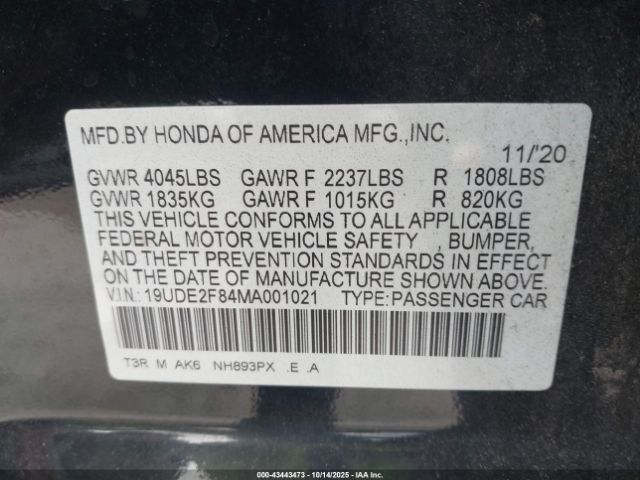 MFD.BY HONDA OF AMERICA MFG.,INC.
11/'20
GVWR 4045LBS GAWR F 2237LBS R 1808LBS
GVWR 1835KG GAWR F 1015KG R 820KG
THIS VEHICLE CONFORMS TO ALL APPLICABLE
FEDERAL MOTOR VEHICLE SAFETY , BUMPER,
AND THEFT PREVENTION STANDARDS IN EFFECT
ON THE DATE OF MANUFACTURE SHOWN ABOVE.
V.I.N.:19UDE2F84MA001021 TYPE:PASSENGER CAR
T3R M AK6 NH893PX .E .A
000-43443473 | 10/14/2025 | IAA Inc.